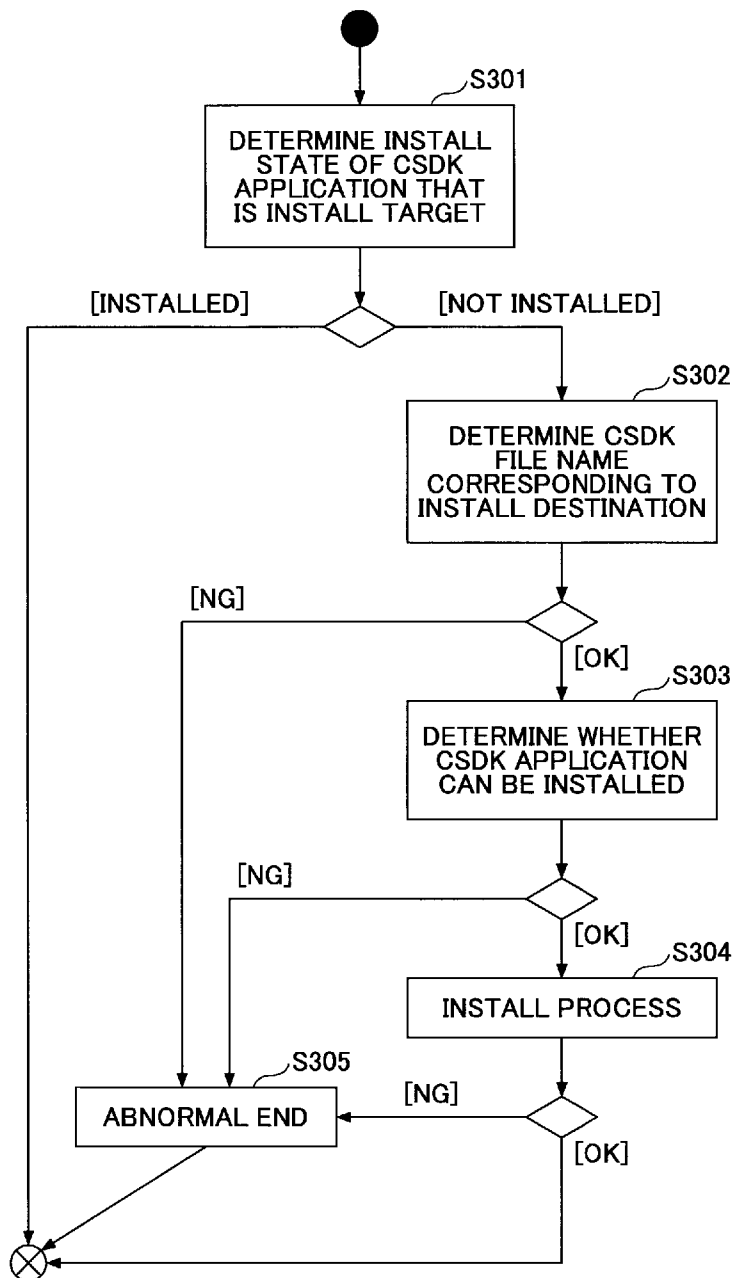 S301
DETERMINE INSTALL
STATE OF CSDK
APPLICATION THAT
IS INSTALL TARGET
[INSTALLED]
[NOT INSTALLED]
S302
DETERMINE CSDK
FILE NAME
CORRESPONDING TO
INSTALL DESTINATION
[NG]
[OK]
S303
DETERMINE WHETHER
CSDK APPLICATION
CAN BE INSTALLED
[NG]
[OK]
S304
INSTALL PROCESS
S305
ABNORMAL END
[NG]
[OK]